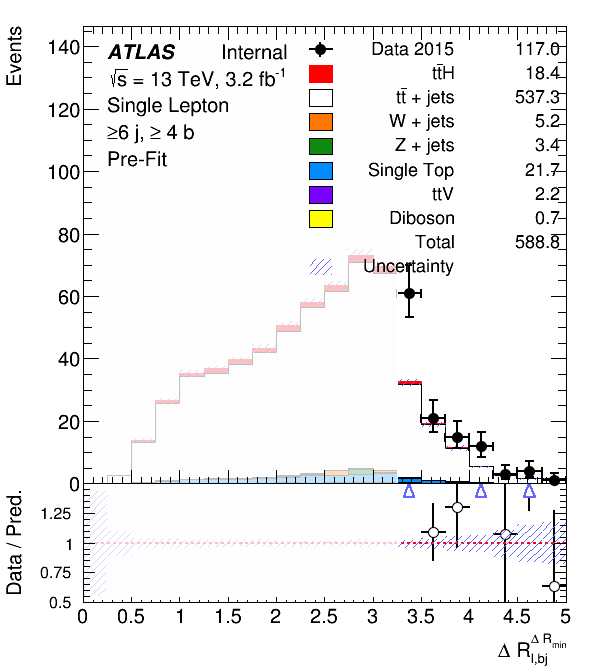 Events
140
120
100
80
60
40
20
0
ATLAS Internal
√s = 13 TeV, 3.2 fb-1
Single Lepton
≥6 j, ≥ 4 b
Pre-Fit
Data 2015 117.0
tt̄H 18.4
tt̄ + jets 537.3
W + jets 5.2
Z + jets 3.4
Single Top 21.7
ttV 2.2
Diboson 0.7
Total 588.8
Uncertainty
Data / Pred.
1.25
1
0.75
0.5
0 0.5 1 1.5 2 2.5 3 3.5 4 4.5 5
Δ R l,bj Δ Rmin